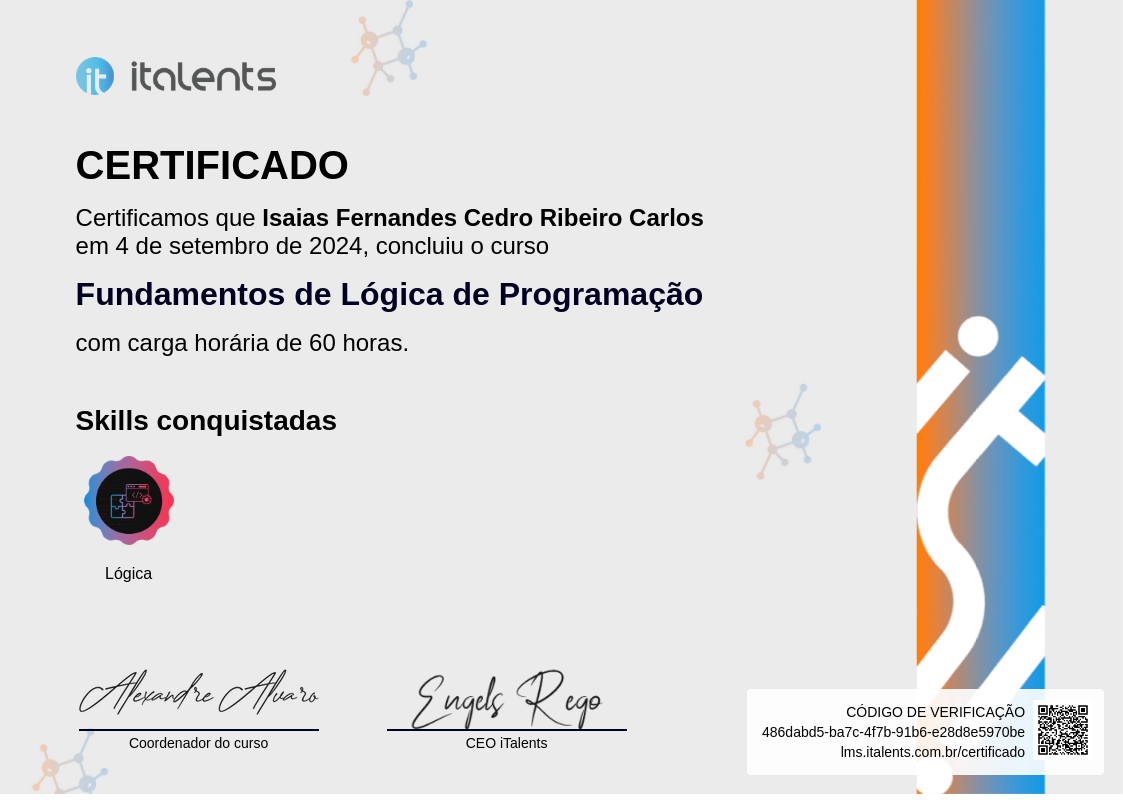 italents
CERTIFICADO
Certificamos que Isaias Fernandes Cedro Ribeiro Carlos
em 4 de setembro de 2024, concluiu o curso
Fundamentos de Lógica de Programação
com carga horária de 60 horas.
Skills conquistadas
Lógica
Alexandre Alvaro
Coordenador do curso
Engels Rego
CEO iTalents
CÓDIGO DE VERIFICAÇÃO
486dabd5-ba7c-4f7b-91b6-e28d8e5970be
lms.italents.com.br/certificado